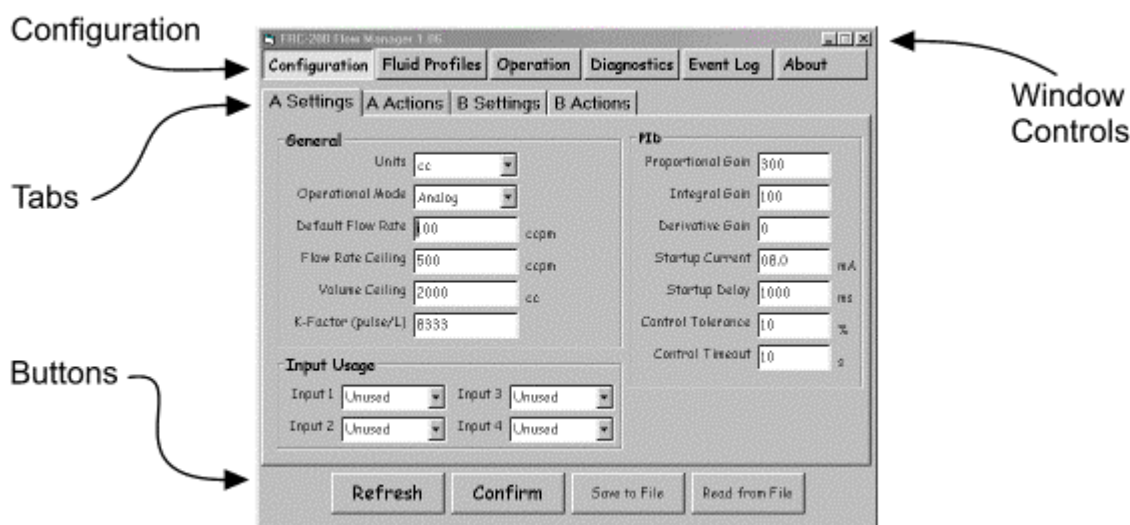 Configuration
FRC-200 Flow Manager 1.06
Configuration Fluid Profiles Operation Diagnostics Event Log About
A Settings A Actions B Settings B Actions
Window
Controls
Tabs
General
Units cc
Operational Mode Analog
Default Flow Rate 100 ccpm
Flow Rate Ceiling 500 ccpm
Volume Ceiling 2000 cc
K-Factor (pulse/L) 8333
PID
Proportional Gain 300
Integral Gain 100
Derivative Gain 0
Startup Current 08.0 mA
Startup Delay 1000 ms
Control Tolerance 10 %
Control Timeout 10 s
Buttons
Input Usage
Input 1 Unused Input 3 Unused
Input 2 Unused Input 4 Unused
Refresh Confirm Save to File Read from File